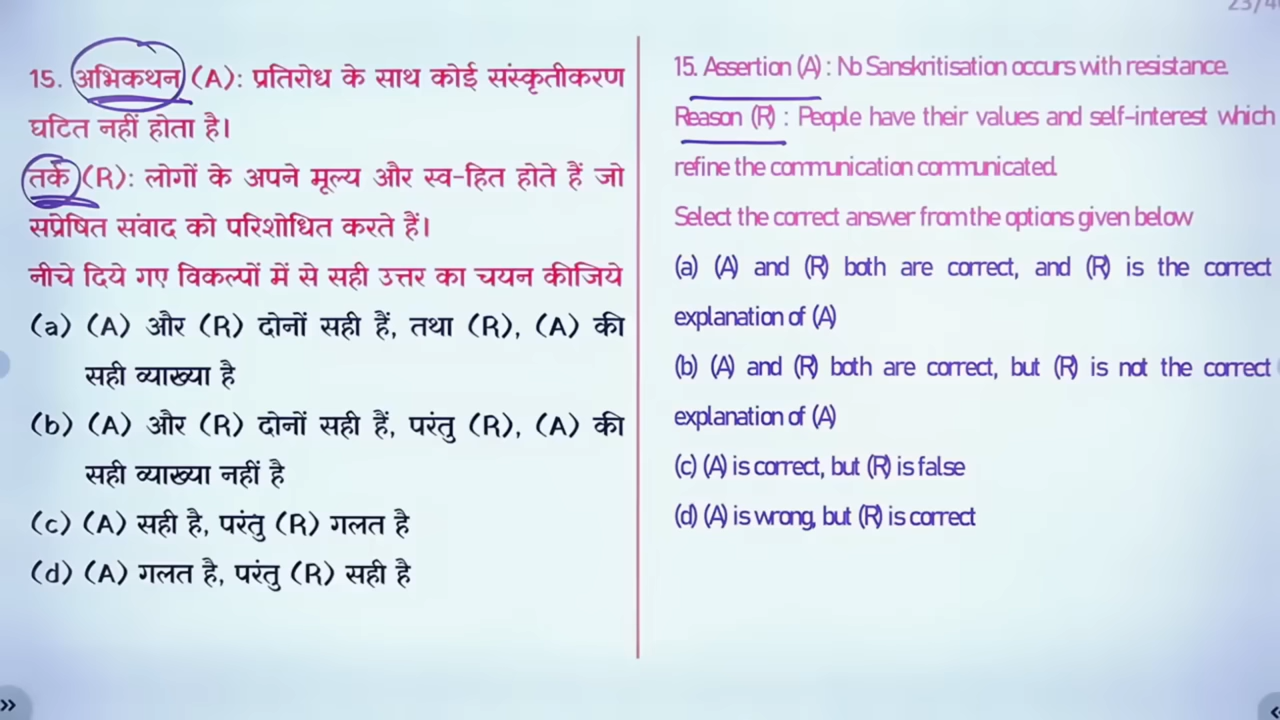 15. अभिकथन (A): प्रतिरोध के साथ कोई संस्कृतीकरण
घटित नहीं होता है।
तर्क (R): लोगों के अपने मूल्य और स्व-हित होते हैं जो
सप्रेषित संवाद को परिशोधित करते हैं।
नीचे दिये गए विकल्पों में से सही उत्तर का चयन कीजिये
(a) (A) और (R) दोनों सही हैं, तथा (R), (A) की
सही व्याख्या है
(b) (A) और (R) दोनों सही हैं, परंतु (R), (A) की
सही व्याख्या नहीं है
(c) (A) सही है, परंतु (R) गलत है
(d) (A) गलत है, परंतु (R) सही है
15. Assertion (A) : No Sanskritisation occurs with resistance.
Reason (R) : People have their values and self-interest which
refine the communication communicated.
Select the correct answer from the options given below
(a) (A) and (R) both are correct, and (R) is the correct
explanation of (A)
(b) (A) and (R) both are correct, but (R) is not the correct
explanation of (A)
(c) (A) is correct, but (R) is false
(d) (A) is wrong, but (R) is correct